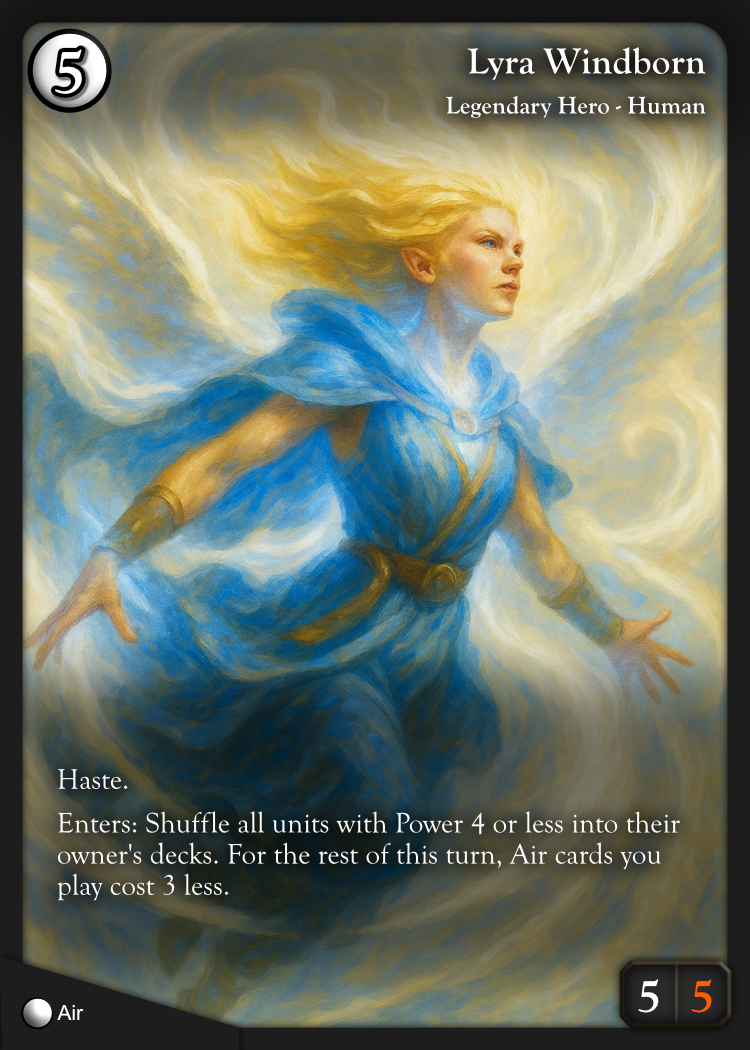 5
Lyra Windborn
Legendary Hero - Human
Haste.
Enters: Shuffle all units with Power 4 or less into their
owner's decks. For the rest of this turn, Air cards you
play cost 3 less.
Air
5 5